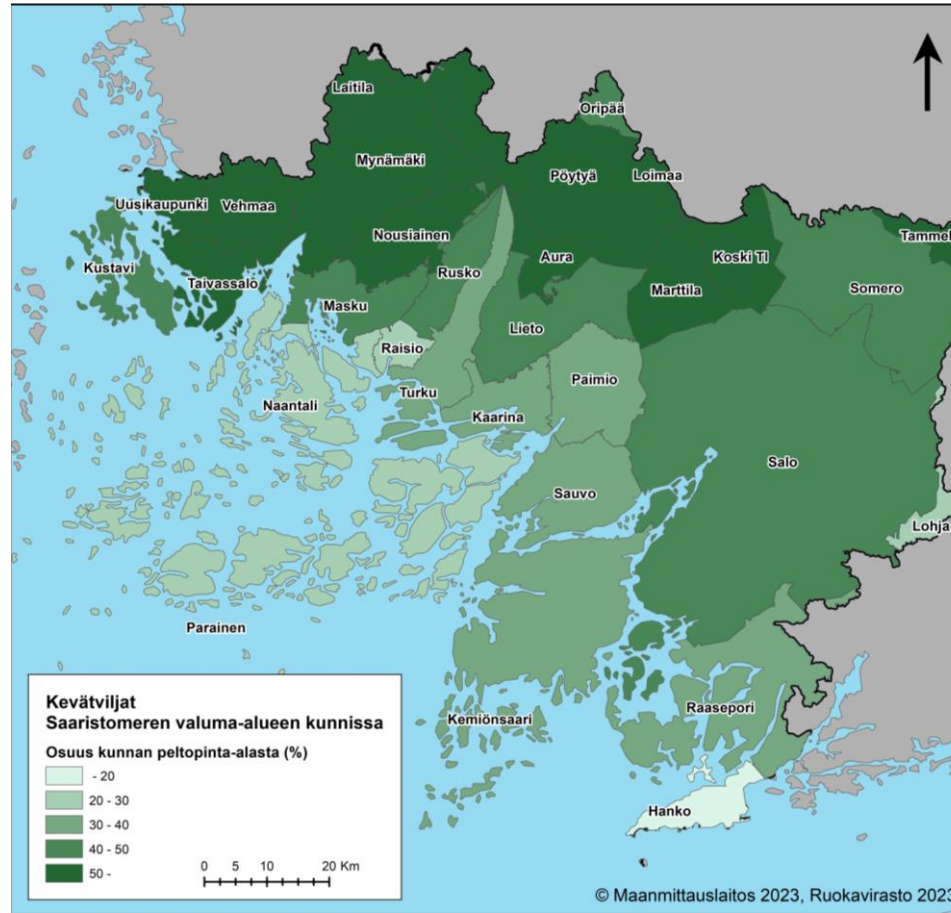 Laitila
Oripää
Mynämäki
Pöytyä
Loimaa
Uusikaupunki
Vehmaa
Nousiainen
Tammel
Aura
Koski Tl
Kustavi
Rusko
Taivassalo
Marttila
Somero
Masku
Lieto
Raisio
Paimio
Turku
Naantali
Kaarina
Salo
Sauvo
Lohja
Parainen
Raasepori
Kemiönsaari
Hanko
Kevätviljat
Saaristomeren valuma-alueen kunnissa
Osuus kunnan peltopinta-alasta (%)
- 20
20 - 30
30 - 40
40 - 50
50 -
0 5 10 20 Km
© Maanmittauslaitos 2023, Ruokavirasto 2023